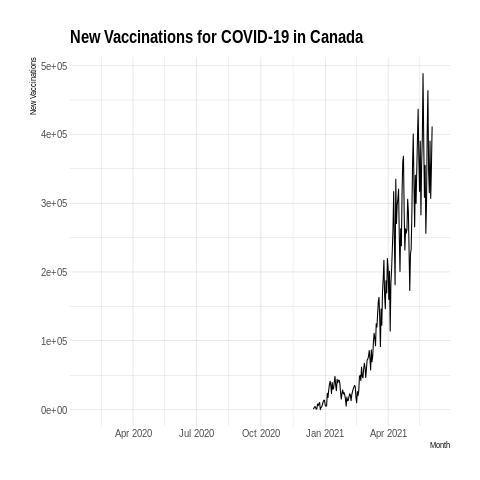 New Vaccinations for COVID-19 in Canada
New Vaccinations
5e+05
4e+05
3e+05
2e+05
1e+05
0e+00
Apr 2020
Jul 2020
Oct 2020
Jan 2021
Apr 2021
Month